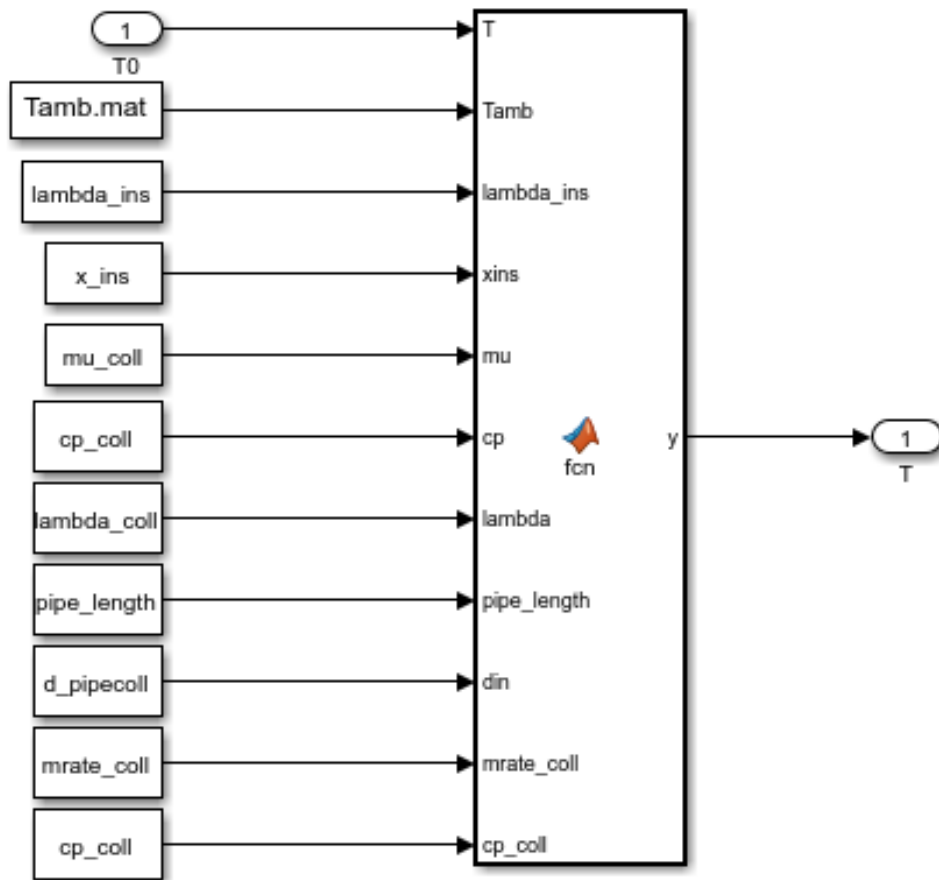 1
T0
T
Tamb.mat
Tamb
lambda_ins
lambda_ins
x_ins
xins
mu_coll
mu
cp_coll
cp
fcn
y
1
T
lambda_coll
lambda
pipe_length
pipe_length
d_pipecoll
din
mrate_coll
mrate_coll
cp_coll
cp_coll